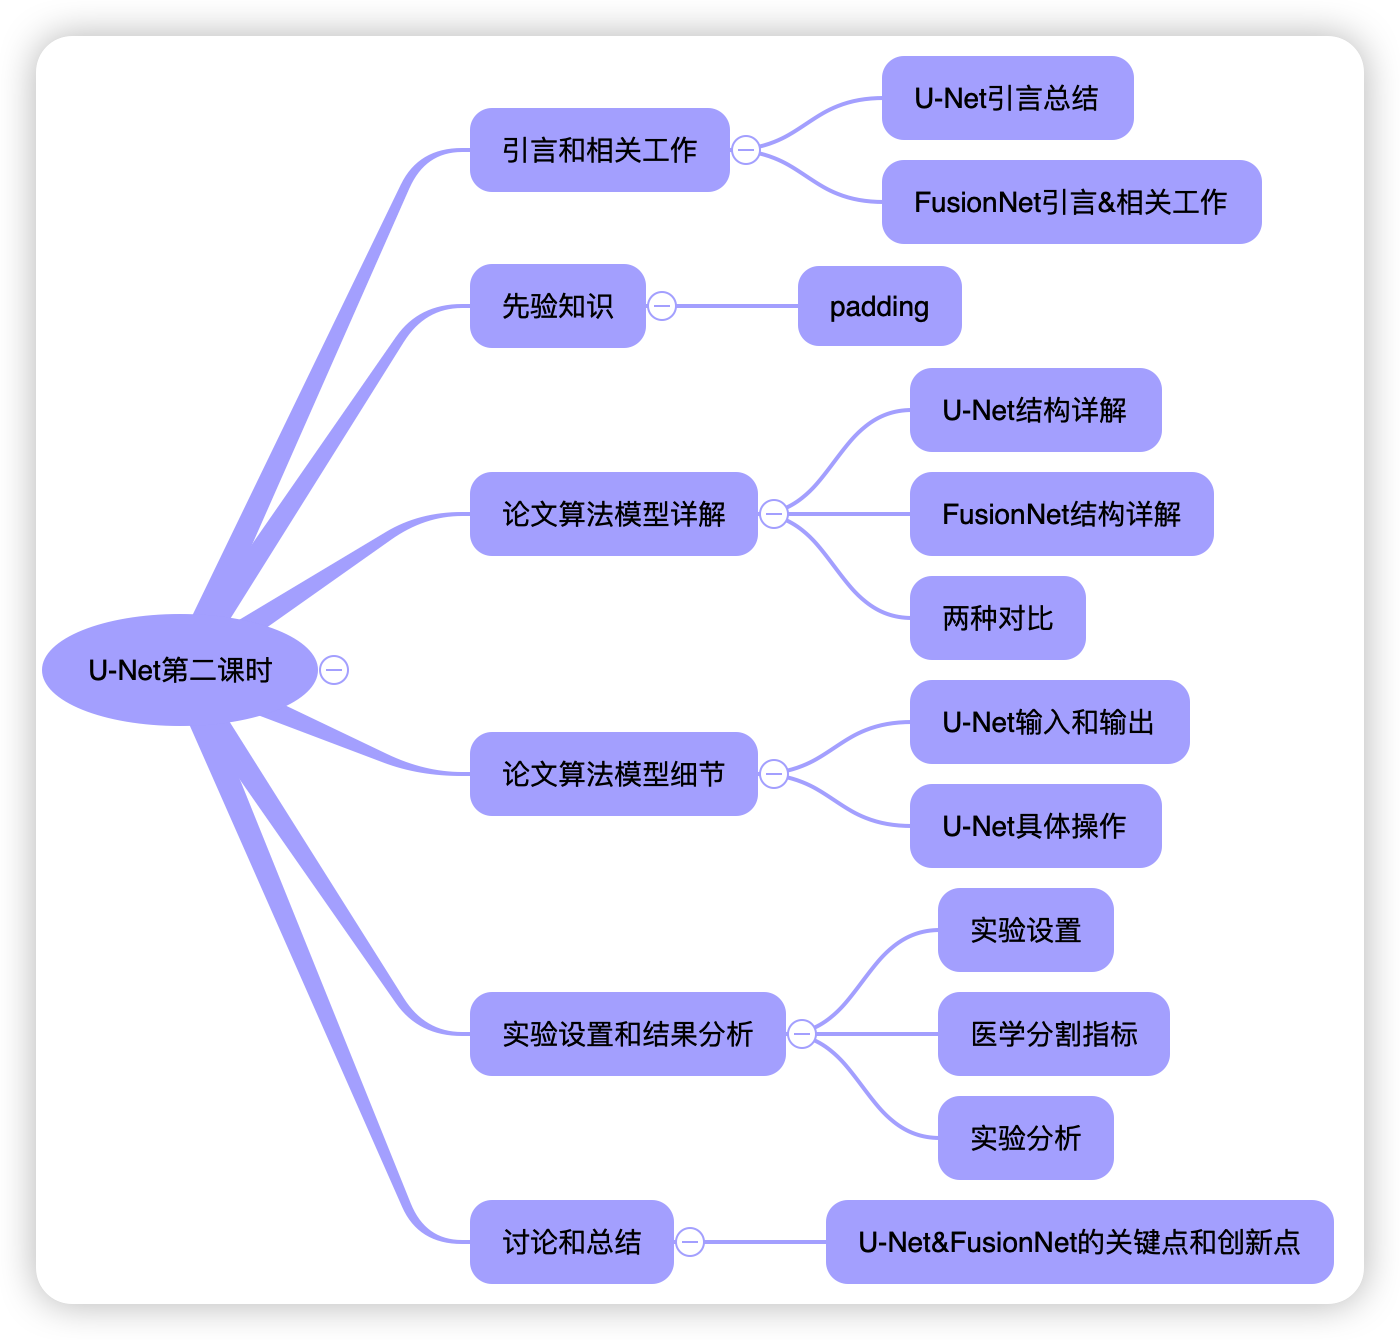 U-Net第二课时
引言和相关工作
U-Net引言总结
FusionNet引言&相关工作
先验知识
padding
论文算法模型详解
U-Net结构详解
FusionNet结构详解
两种对比
论文算法模型细节
U-Net输入和输出
U-Net具体操作
实验设置和结果分析
实验设置
医学分割指标
实验分析
讨论和总结
U-Net&FusionNet的关键点和创新点